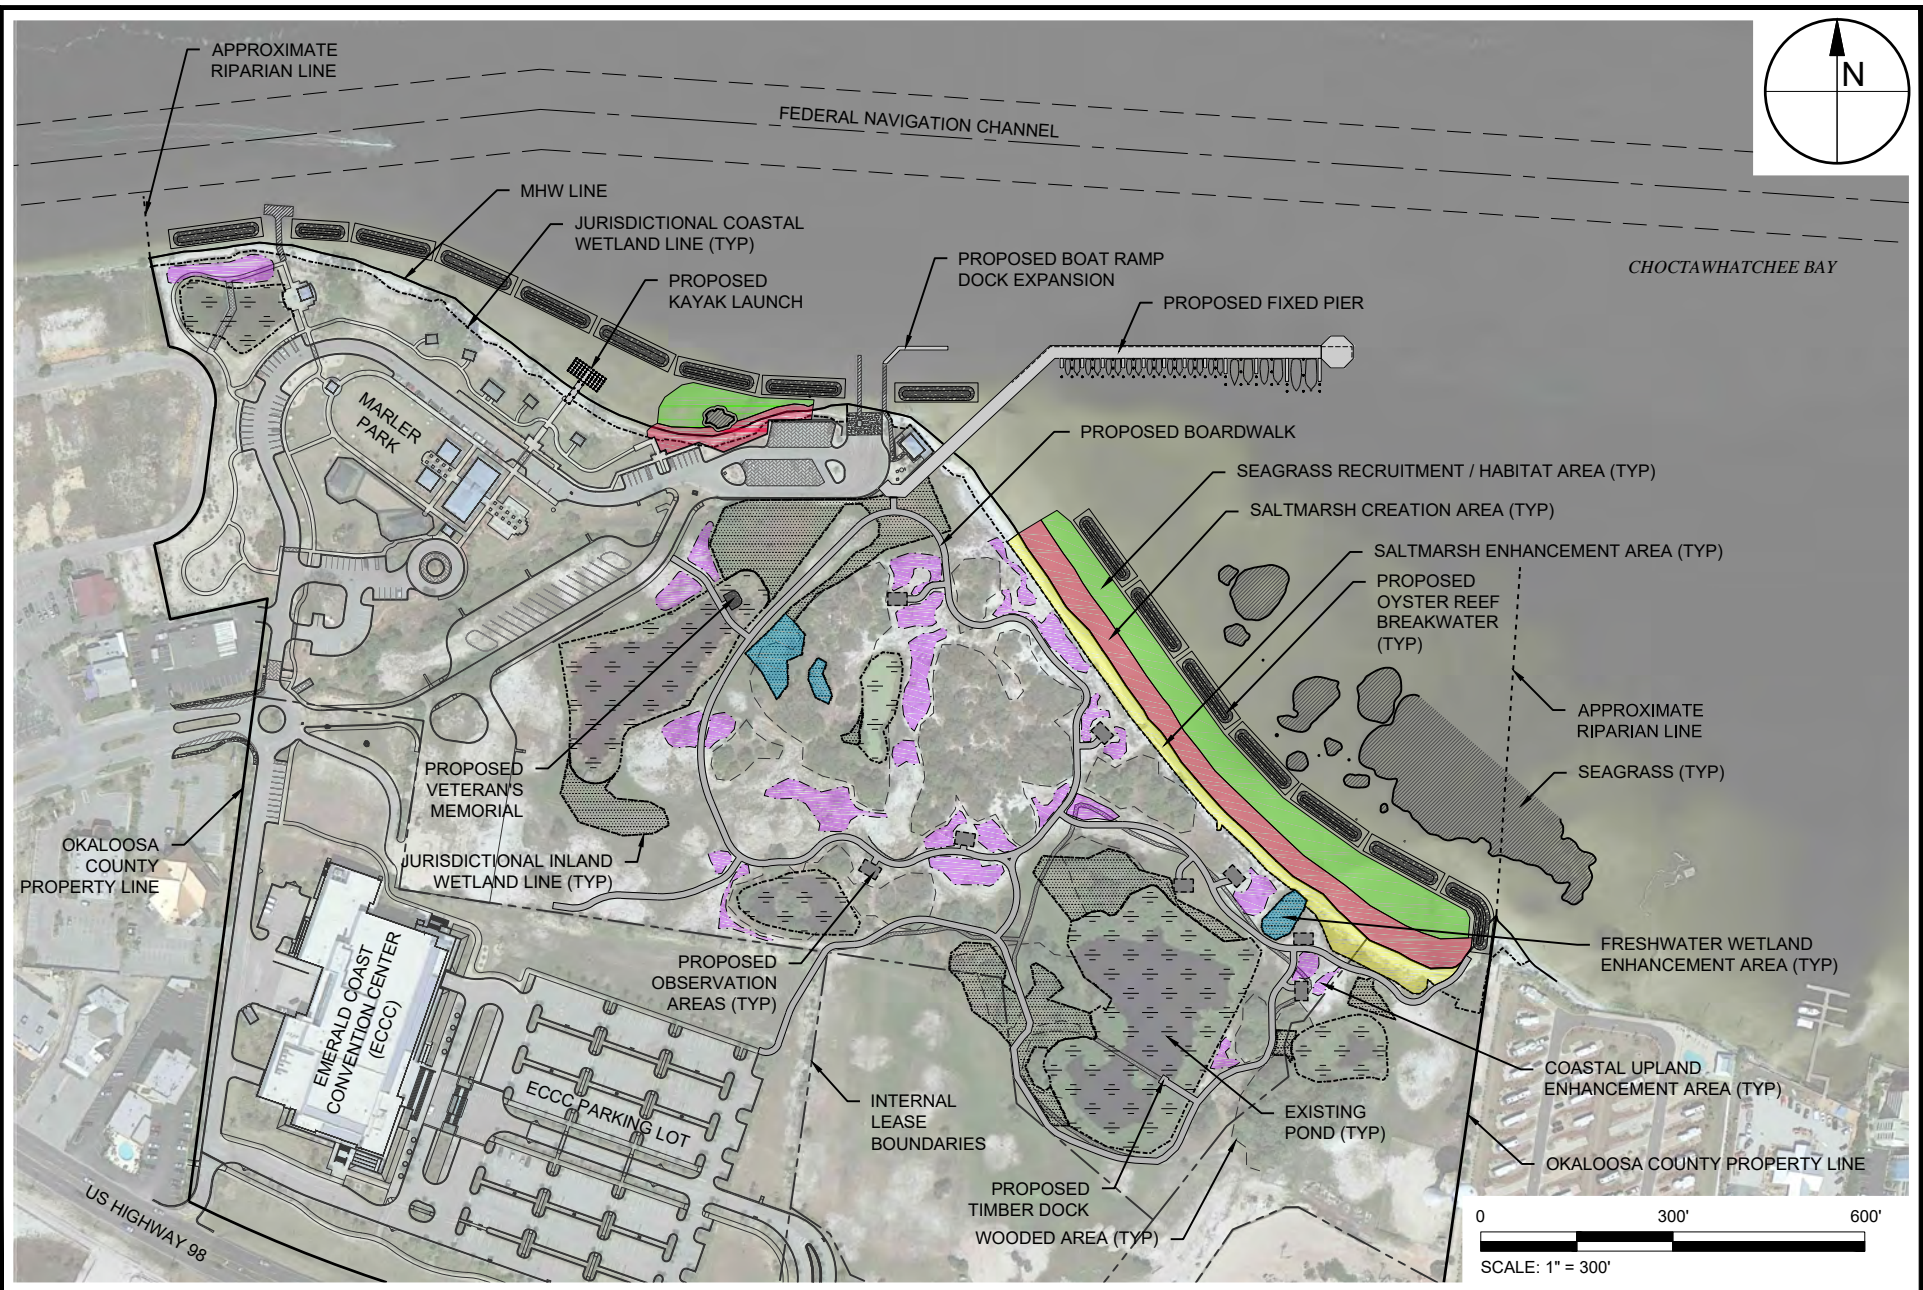 APPROXIMATE
RIPARIAN LINE
N
FEDERAL NAVIGATION CHANNEL
MHW LINE
JURISDICTIONAL COASTAL
WETLAND LINE (TYP)
PROPOSED BOAT RAMP
DOCK EXPANSION
CHOCTAWHATCHEE BAY
PROPOSED
KAYAK LAUNCH
PROPOSED FIXED PIER
MARLER
PARK
PROPOSED BOARDWALK
SEAGRASS RECRUITMENT / HABITAT AREA (TYP)
SALTMARSH CREATION AREA (TYP)
SALTMARSH ENHANCEMENT AREA (TYP)
PROPOSED
OYSTER REEF
BREAKWATER
(TYP)
APPROXIMATE
RIPARIAN LINE
SEAGRASS (TYP)
PROPOSED
VETERAN'S
MEMORIAL
OKALOOSA
COUNTY
PROPERTY LINE
JURISDICTIONAL INLAND
WETLAND LINE (TYP)
EMERALD COAST
CONVENTION CENTER
(ECCC)
PROPOSED
OBSERVATION
AREAS (TYP)
FRESHWATER WETLAND
ENHANCEMENT AREA (TYP)
COASTAL UPLAND
ENHANCEMENT AREA (TYP)
ECCC PARKING LOT
INTERNAL
LEASE
BOUNDARIES
EXISTING
POND (TYP)
OKALOOSA COUNTY PROPERTY LINE
PROPOSED
TIMBER DOCK
WOODED AREA (TYP)
US HIGHWAY 98
0 300' 600'
SCALE: 1" = 300'